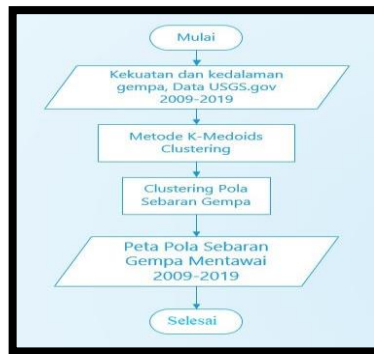 Mulai
Kekuatan dan kedalaman
gempa, Data USGS.gov
2009-2019
Metode K-Medoids
Clustering
Clustering Pola
Sebaran Gempa
Peta Pola Sebaran
Gempa Mentawai
2009-2019
Selesai